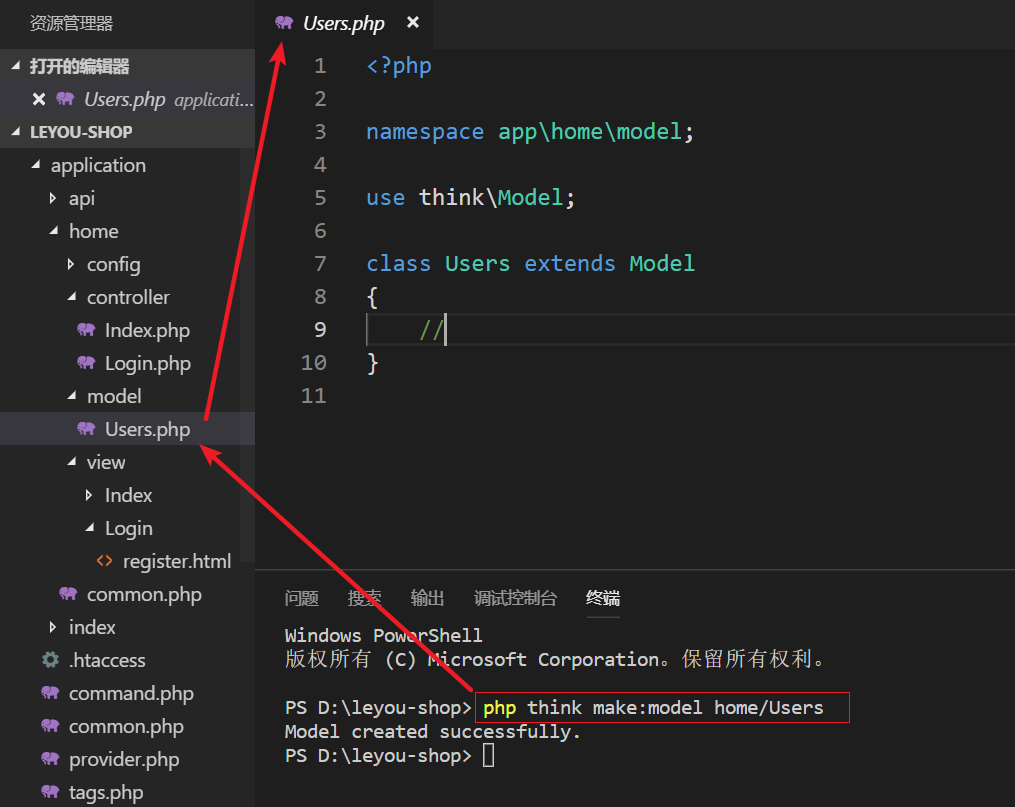 资源管理器
打开的编辑器
Users.php applicati...
LEYOU-SHOP
application
api
home
config
controller
Index.php
Login.php
model
Users.php
view
Index
Login
register.html
common.php
index
.htaccess
command.php
common.php
provider.php
tags.php
Users.php
1 <?php
2
3 namespace app\home\model;
4
5 use think\Model;
6
7 class Users extends Model
8 {
9 //
10 }
11
问题 搜索 输出 调试控制台 终端
Windows PowerShell
版权所有 (C) Microsoft Corporation。保留所有权利。
PS D:\leyou-shop> php think make:model home/Users
Model created successfully.
PS D:\leyou-shop>